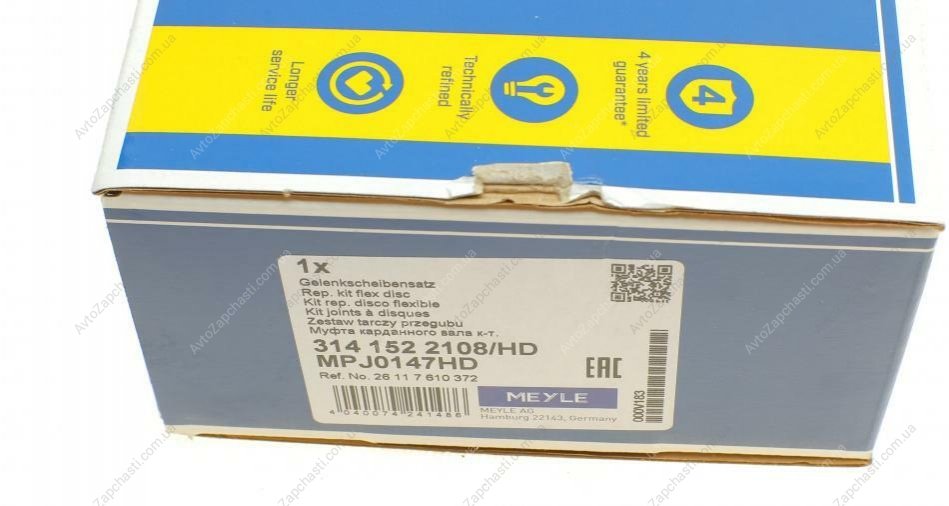 Longer
service life
Technically
refined
4 years limited
guarantee*
4
1x
Gelenkscheibensatz
Rep. kit flex disc
Kit rep. disco flexible
Kit joints à disques
Zestaw tarczy przegubu
Муфта карданного вала к-т.
314 152 2108/HD
MPJ0147HD
Ref. No. 26 11 7 610 372
EAC
4 040074 241486
MEYLE
MEYLE AG
Hamburg 22143, Germany
000V183
AvtoZapchasti.com.ua